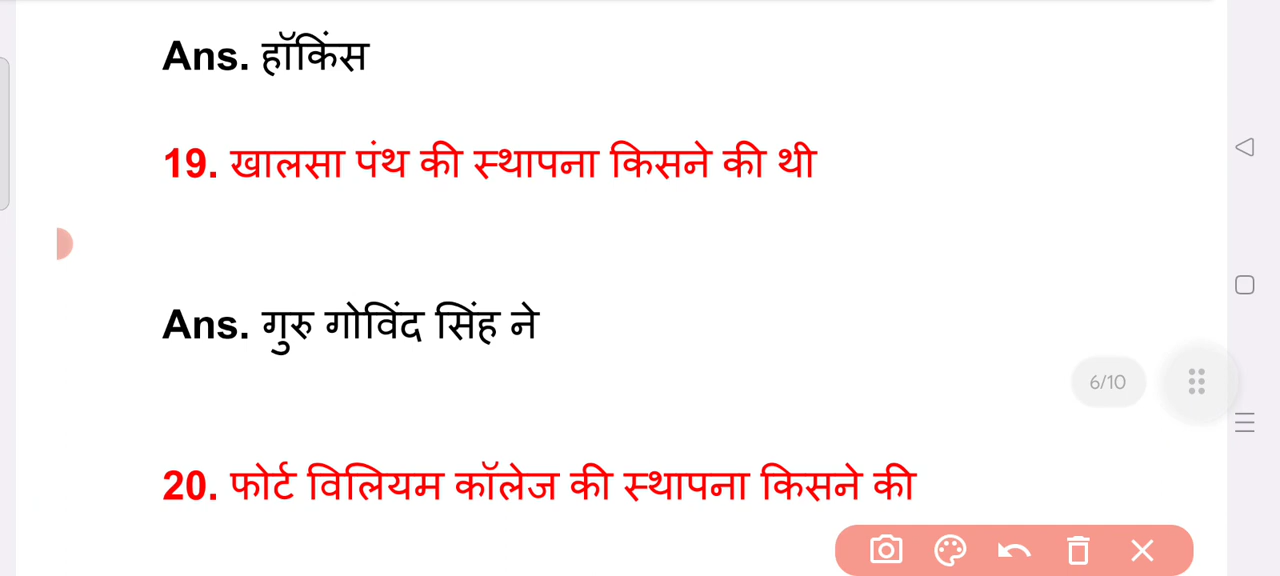 Ans. हॉकिंस
19. खालसा पंथ की स्थापना किसने की थी
Ans. गुरु गोविंद सिंह ने
6/10
20. फोर्ट विलियम कॉलेज की स्थापना किसने की